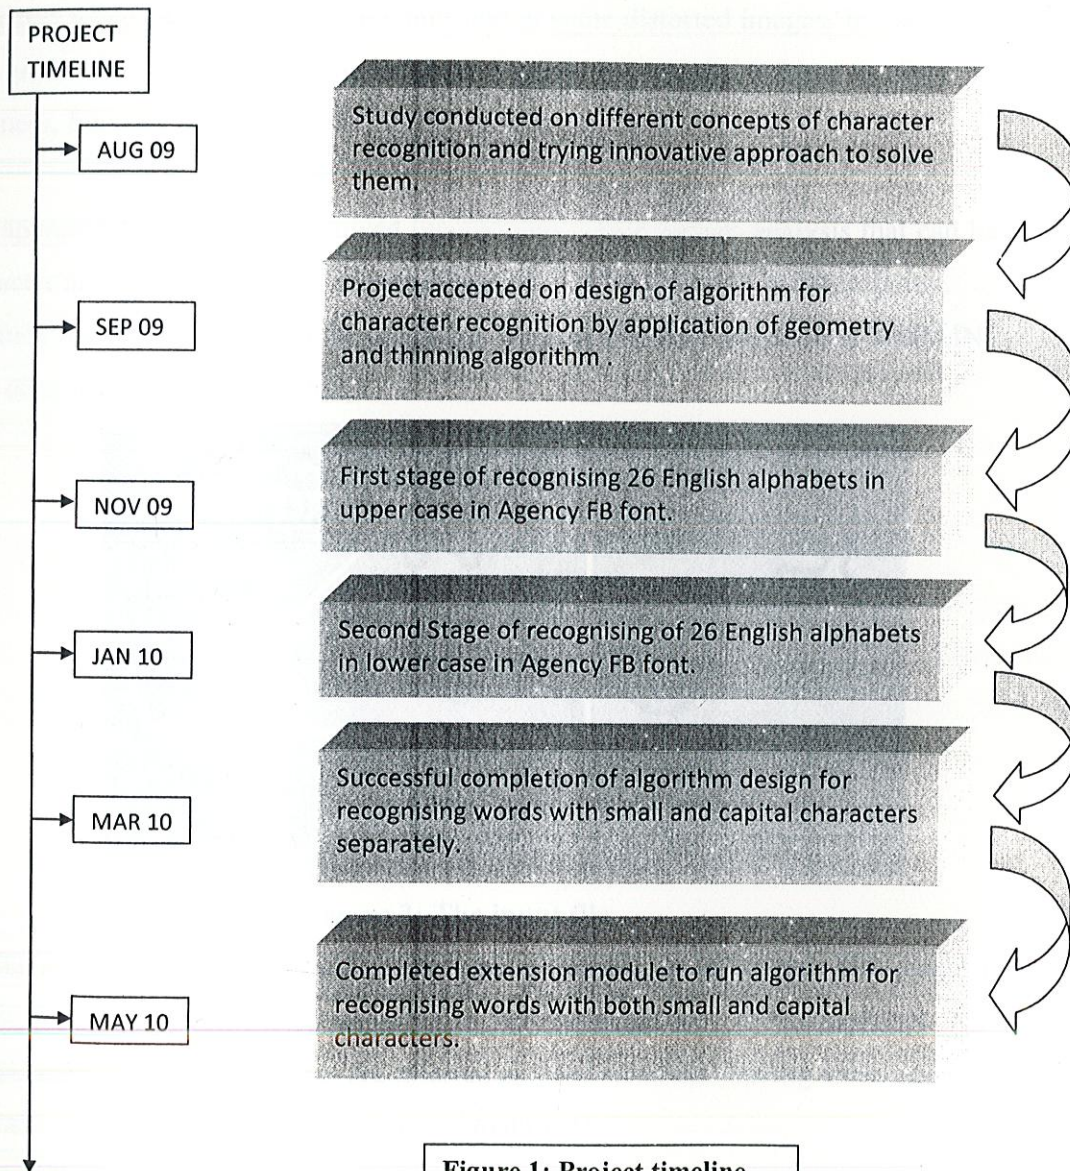 PROJECT
TIMELINE
AUG 09
Study conducted on different concepts of character
recognition and trying innovative approach to solve
them.
SEP 09
Project accepted on design of algorithm for
character recognition by application of geometry
and thinning algorithm .
NOV 09
First stage of recognising 26 English alphabets in
upper case in Agency FB font.
JAN 10
Second Stage of recognising of 26 English alphabets
in lower case in Agency FB font.
MAR 10
Successful completion of algorithm design for
recognising words with small and capital characters
separately.
MAY 10
Completed extension module to run algorithm for
recognising words with both small and capital
characters.
Figure 1: Project timeline